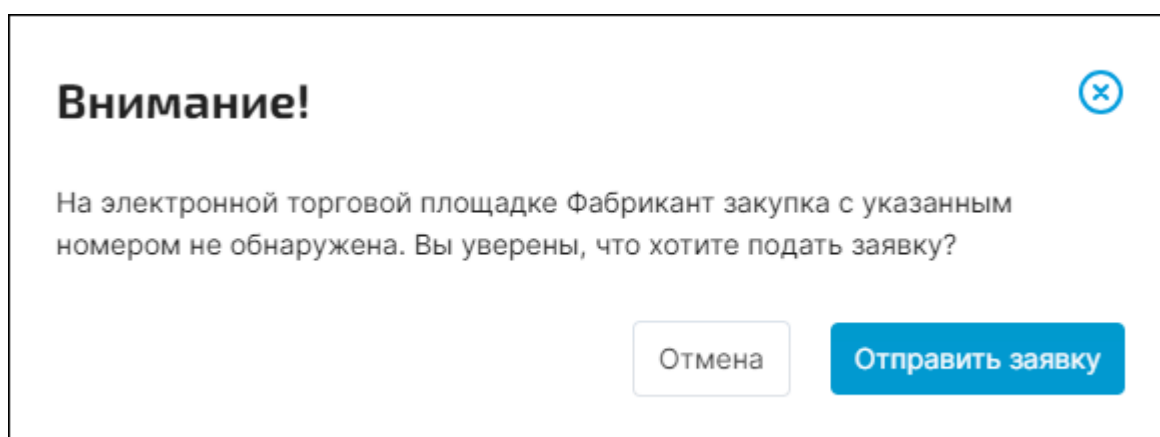 Внимание!
На электронной торговой площадке Фабрикант закупка с указанным
номером не обнаружена. Вы уверены, что хотите подать заявку?
Отмена
Отправить заявку